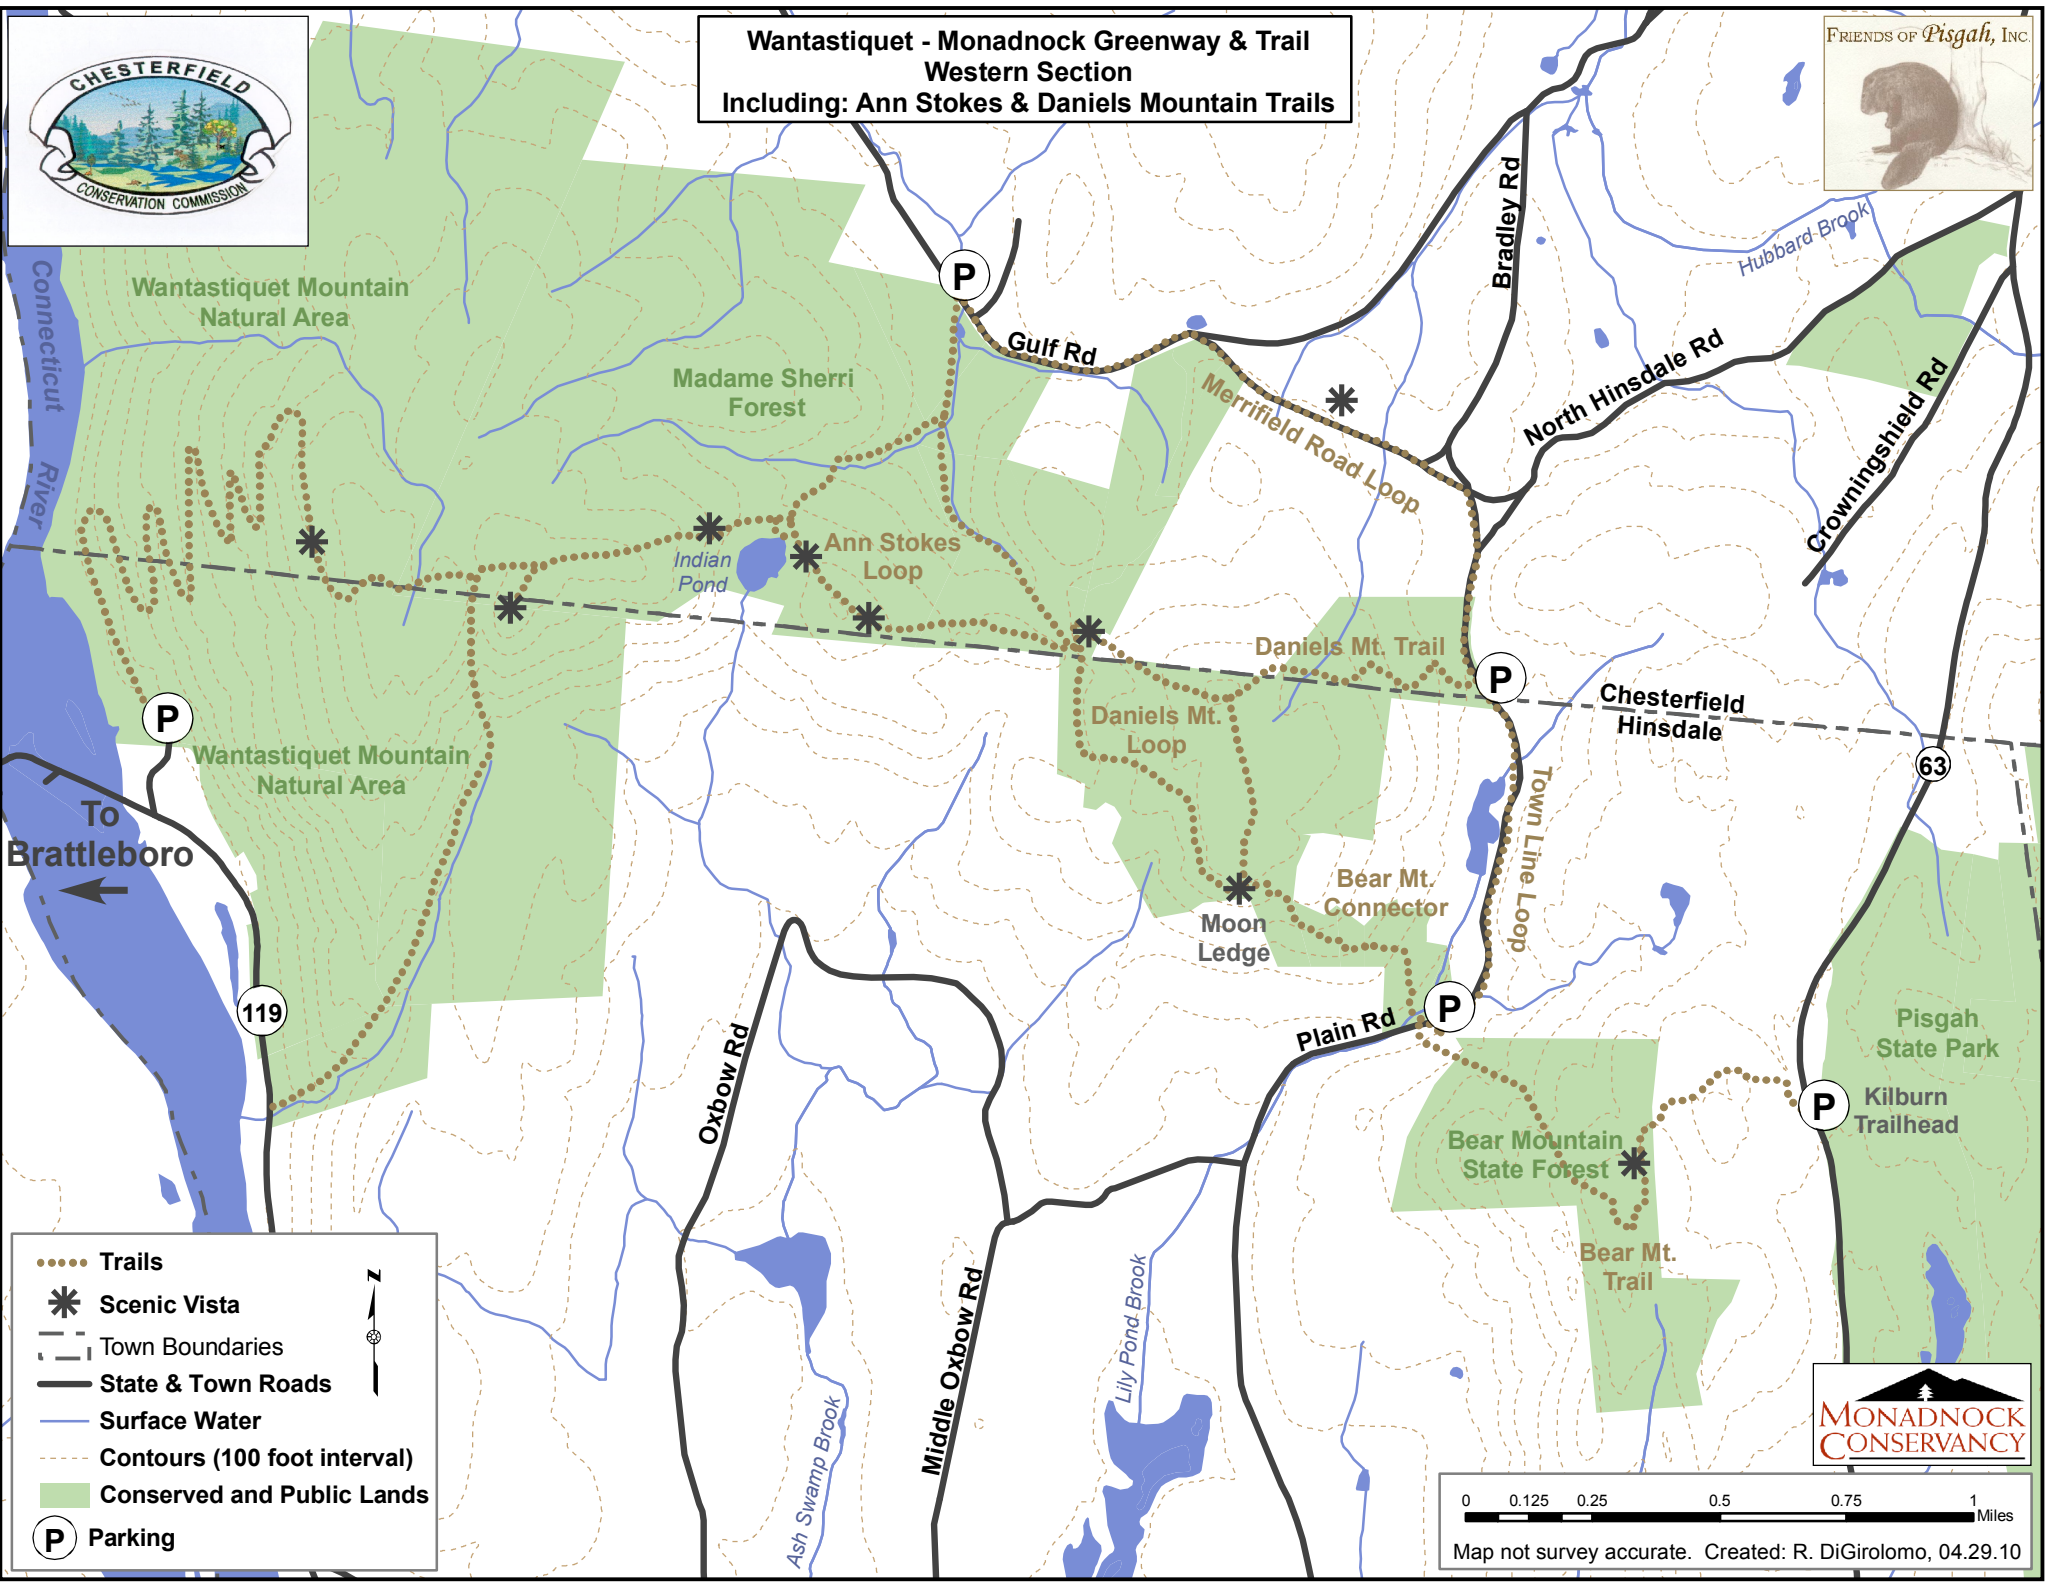 CHESTERFIELD
CONSERVATION COMMISSION
Wantastiquet - Monadnock Greenway & Trail
Western Section
Including: Ann Stokes & Daniels Mountain Trails
FRIENDS OF Pisgah, INC.
Connecticut
River
Wantastiquet Mountain
Natural Area
Madame Sherri
Forest
P
Gulf Rd
Bradley Rd
Hubbard Brook
North Hinsdale Rd
Crowningshield Rd
Merrifield Road Loop
Indian
Pond
Ann Stokes
Loop
Daniels Mt. Trail
P
P
Chesterfield
Hinsdale
Daniels Mt.
Loop
Wantastiquet Mountain
Natural Area
63
To
Brattleboro
Town Line Loop
Bear Mt.
Connector
Moon
Ledge
119
P
Plain Rd
Oxbow Rd
Pisgah
State Park
P
Kilburn
Trailhead
Bear Mountain
State Forest
Bear Mt.
Trail
Middle Oxbow Rd
Lily Pond Brook
Ash Swamp Brook
Trails
N
Scenic Vista
Town Boundaries
State & Town Roads
Surface Water
Contours (100 foot interval)
Conserved and Public Lands
P Parking
MONADNOCK
CONSERVANCY
0 0.125 0.25 0.5 0.75 1
Miles
Map not survey accurate. Created: R. DiGirolomo, 04.29.10